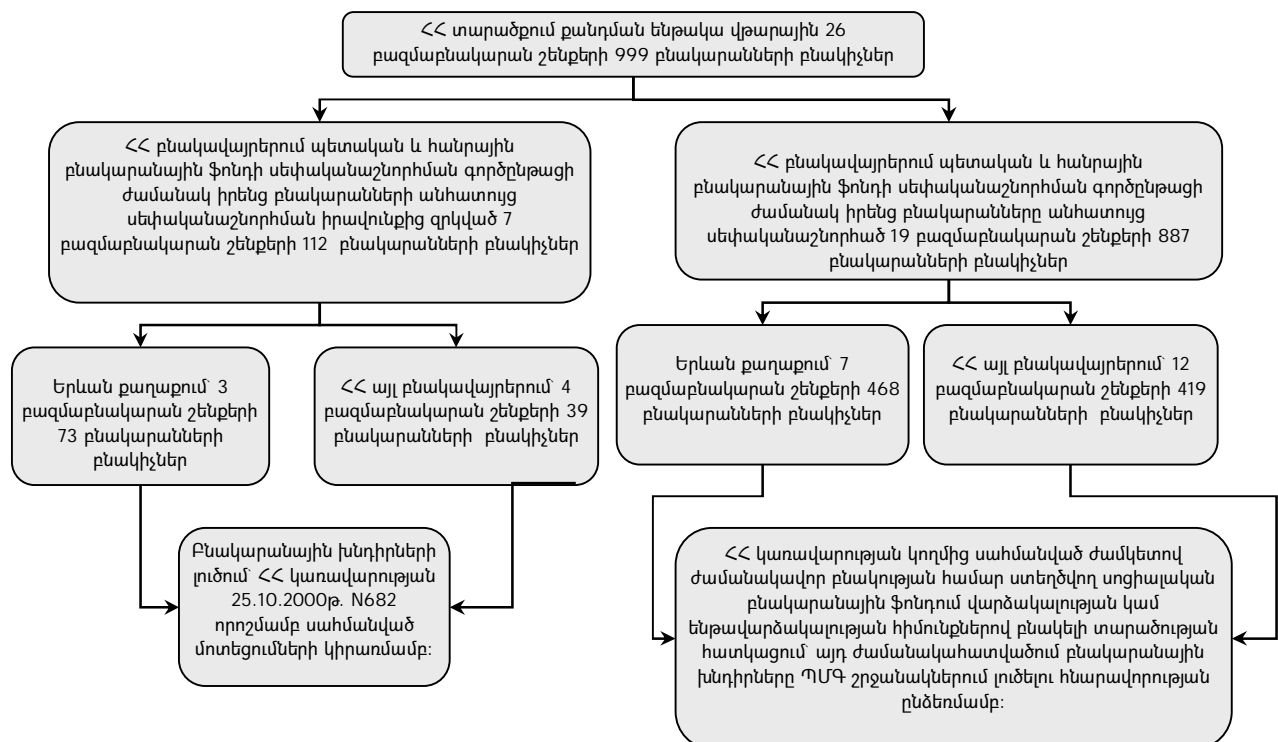 ՀՀ տարածքում քանդման ենթակա վթարային 26
բազմաբնակարան շենքերի 999 բնակարանների բնակիչներ
ՀՀ բնակավայրերում պետական և հանրային
բնակարանային ֆոնդի սեփականաշնորհման գործընթացի
ժամանակ իրենց բնակարանների անհատույց
սեփականաշնորհման իրավունքից զրկված 7
բազմաբնակարան շենքերի 112 բնակարանների բնակիչներ
ՀՀ բնակավայրերում պետական և հանրային
բնակարանային ֆոնդի սեփականաշնորհման գործընթացի
ժամանակ իրենց բնակարանները անհատույց
սեփականաշնորհած 19 բազմաբնակարան շենքերի 887
բնակարանների բնակիչներ
Երևան քաղաքում՝ 3
բազմաբնակարան շենքերի
73 բնակարանների
բնակիչներ
ՀՀ այլ բնակավայրերում՝ 4
բազմաբնակարան շենքերի 39
բնակարանների բնակիչներ
Երևան քաղաքում՝ 7
բազմաբնակարան շենքերի 468
բնակարանների բնակիչներ
ՀՀ այլ բնակավայրերում՝ 12
բազմաբնակարան շենքերի 419
բնակարանների բնակիչներ
Բնակարանային խնդիրների
լուծում՝ ՀՀ կառավարության
25.10.2000թ. N682
որոշմամբ սահմանված
մոտեցումների կիրառմամբ։
ՀՀ կառավարության կողմից սահմանված ժամկետով
ժամանակավոր բնակության համար ստեղծվող սոցիալական
բնակարանային ֆոնդում վարձակալության կամ
ենթավարձակալության հիմունքներով բնակելի տարածության
հատկացում՝ այդ ժամանակահատվածում բնակարանային
խնդիրները ՊՄԳ շրջանակներում լուծելու հնարավորության
ընձեռմամբ։